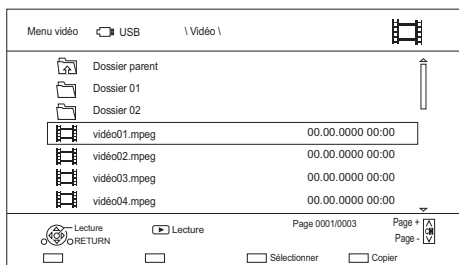 Menu vidéo USB \ Vidéo \
Dossier parent
Dossier 01
Dossier 02
vidéo01.mpeg 00.00.0000 00:00
vidéo02.mpeg 00.00.0000 00:00
vidéo03.mpeg 00.00.0000 00:00
vidéo04.mpeg 00.00.0000 00:00
Lecture
RETURN
Lecture
Page 0001/0003
Page +
CH
Page -
Sélectionner
Copier